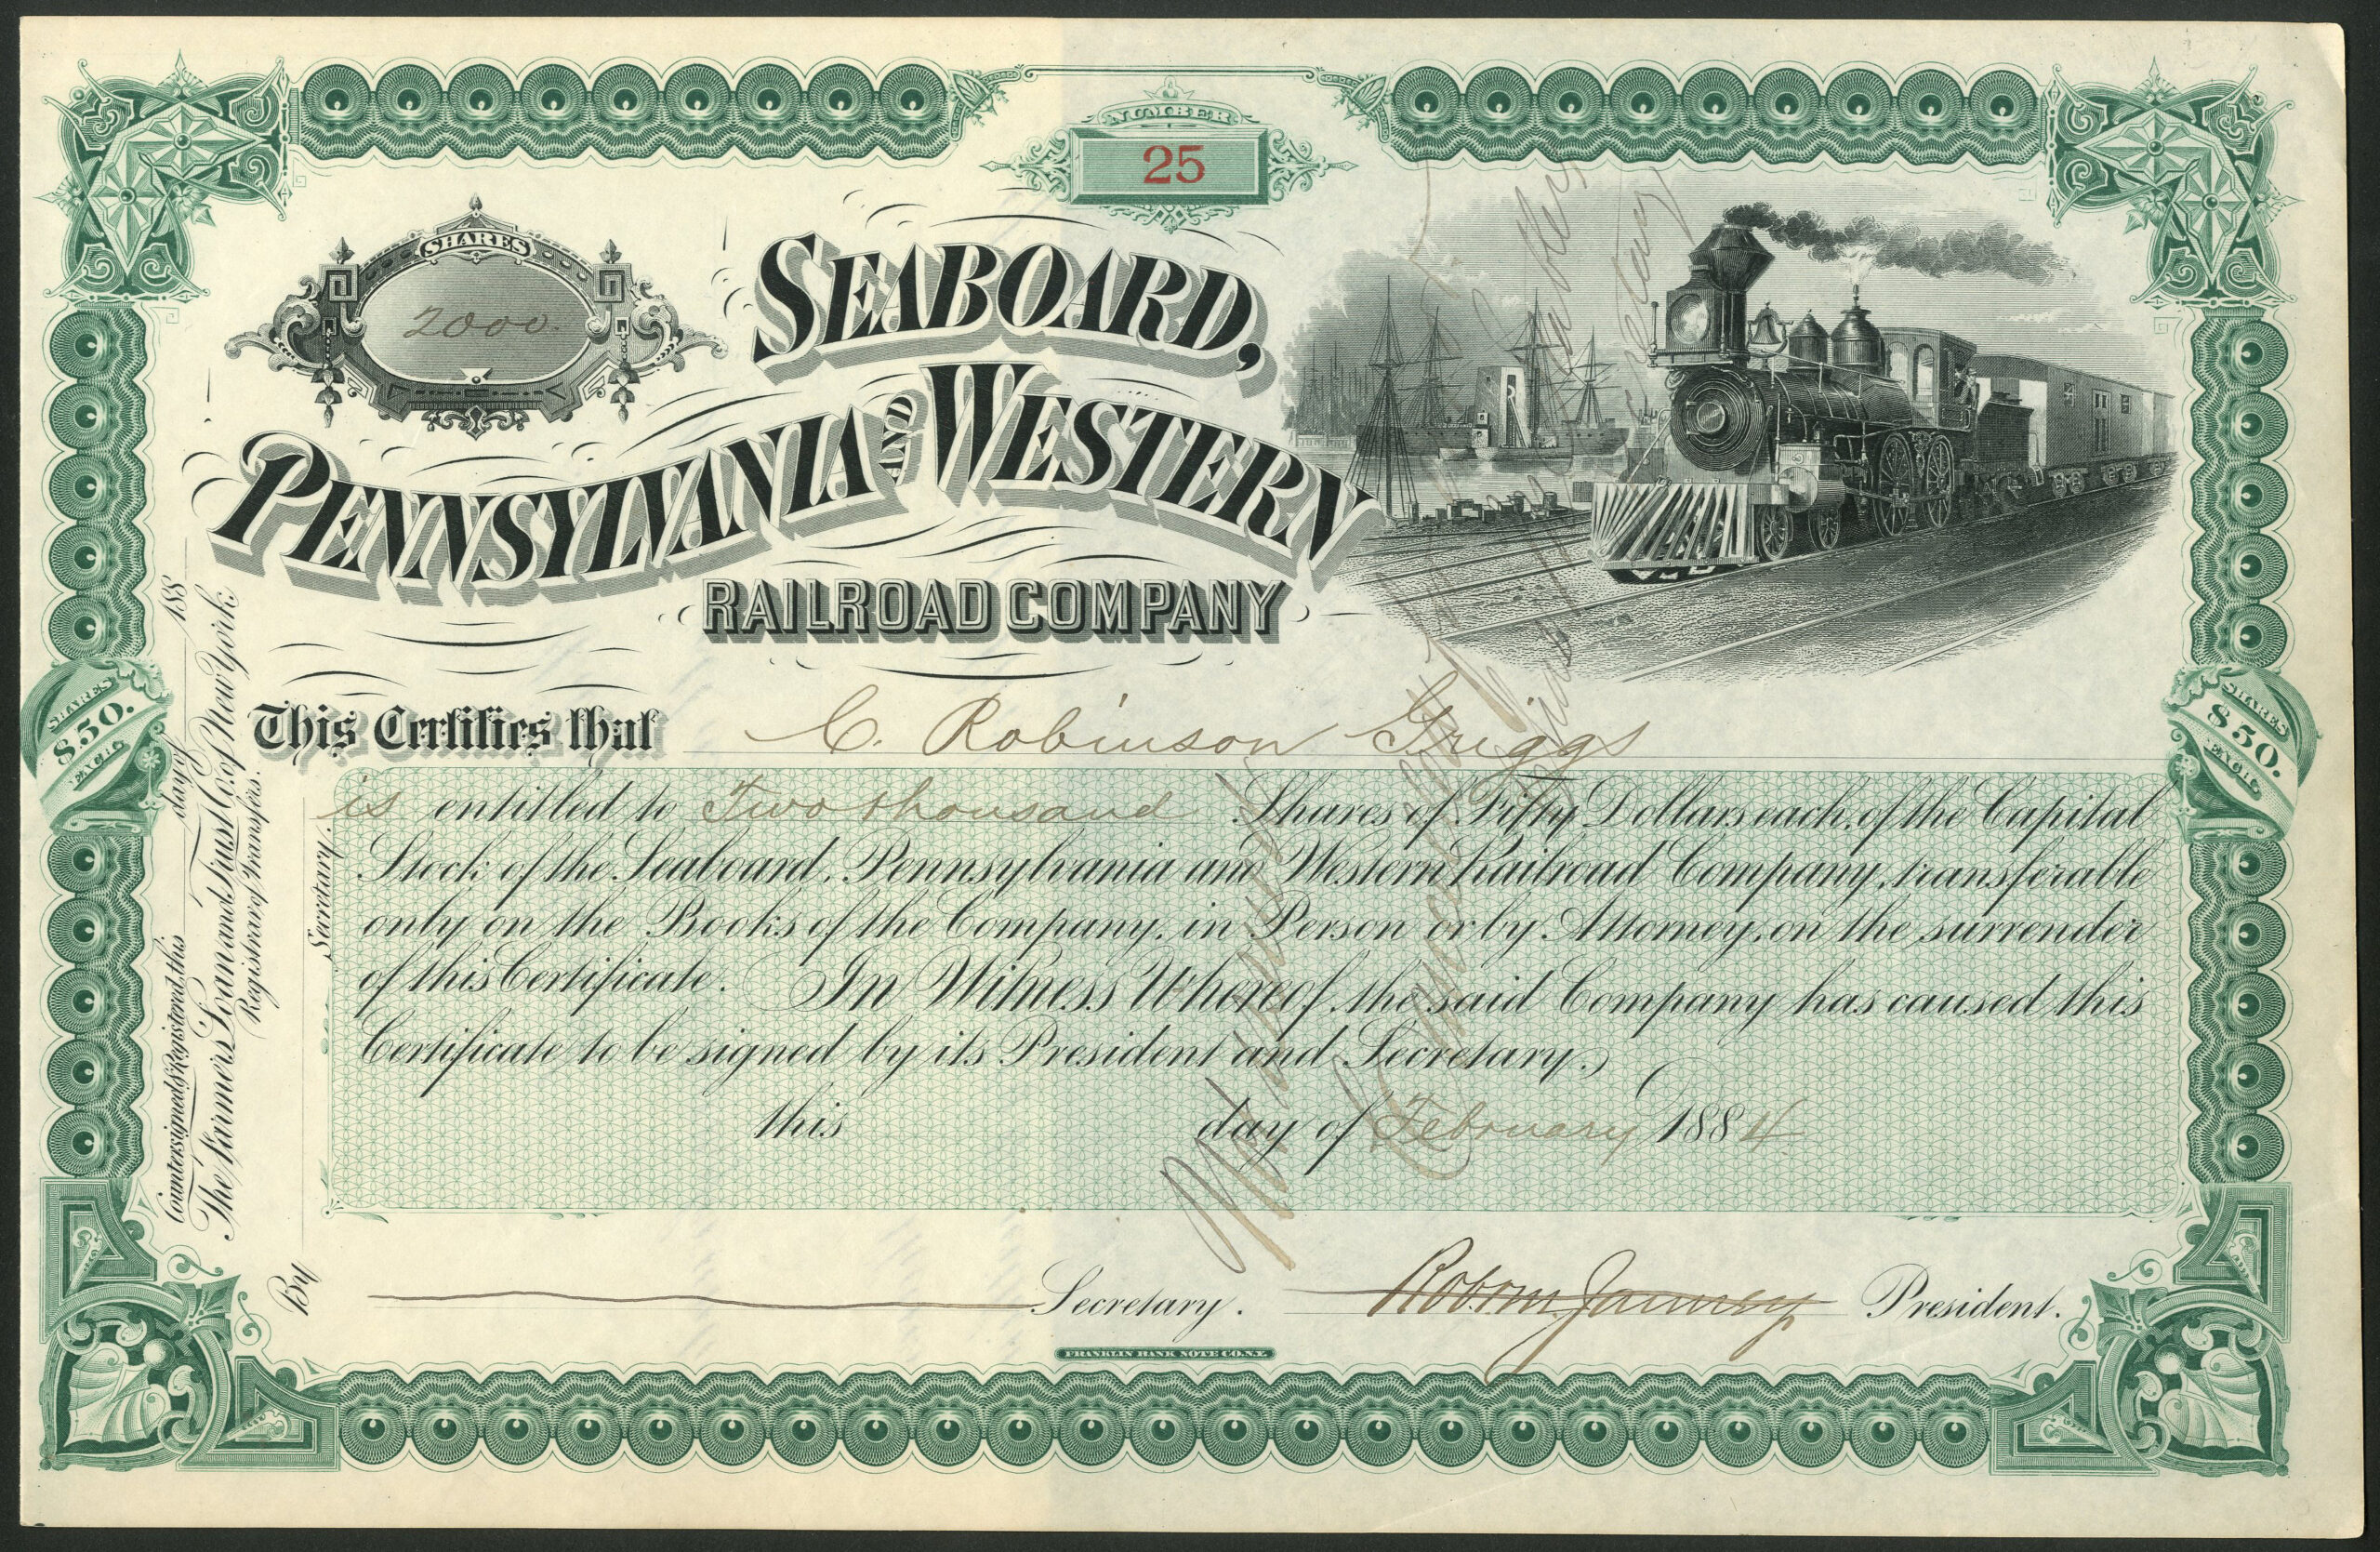 NUMBER
25
SHARES
2000.
SEABOARD,
PENNSYLVANIA AND WESTERN
RAILROAD COMPANY
This Certifies that C. Robinson Griggs
is entitled to Two thousand Shares of Fifty Dollars each, of the Capital
Stock of the Seaboard, Pennsylvania and Western Railroad Company, transferable
only on the Books of the Company, in Person or by Attorney, on the surrender
of this Certificate. In Witness Whereof the said Company has caused this
Certificate to be signed by its President and Secretary,
this day of February 1884
Secretary. President.
FRANKLIN BANK NOTE CO. N.Y.
SHARES
$50.
EACH
SHARES
$50.
EACH
Countersigned & Registered this day of 188
The Farmers Loan and Trust Co. of New York
Registrar of Transfers.
By Secretary.